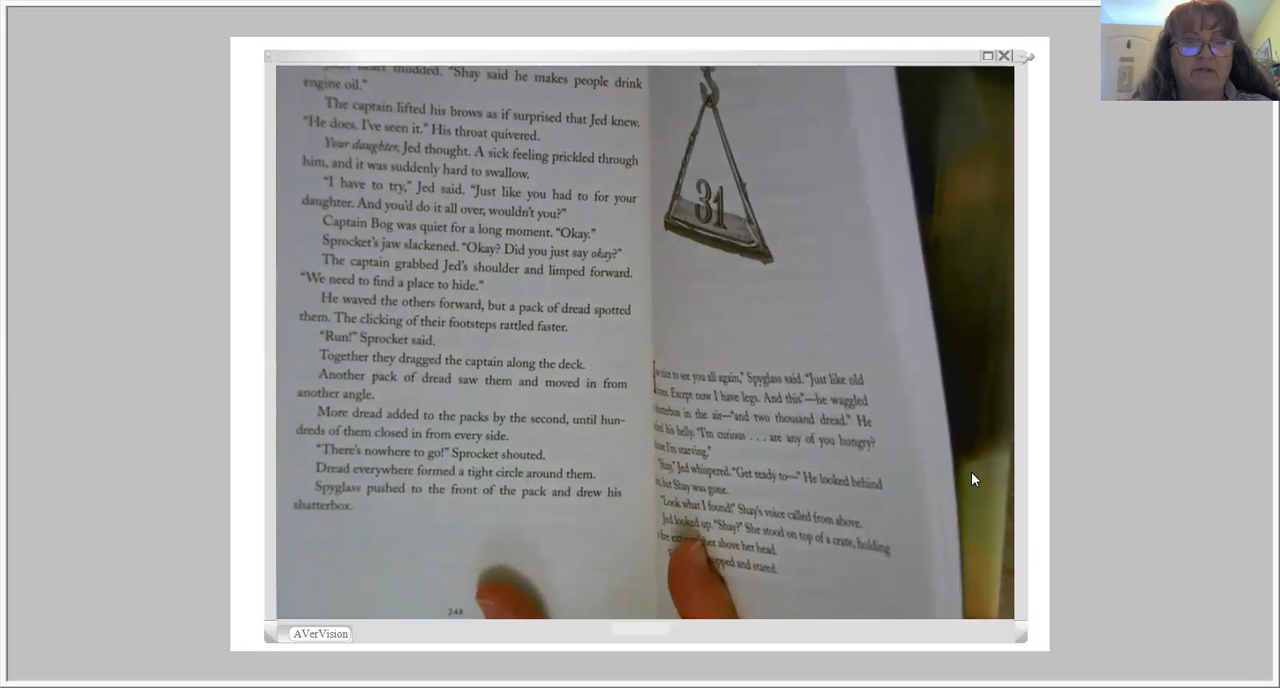 thudded. "Shay said he makes people drink
engine oil."
The captain lifted his brows as if surprised that Jed knew.
"He does. I've seen it." His throat quivered.
Your daughter, Jed thought. A sick feeling prickled through
him, and it was suddenly hard to swallow.
"I have to try," Jed said. "Just like you had to for your
daughter. And you'd do it all over, wouldn't you?"
Captain Bog was quiet for a long moment. "Okay."
Sprocket's jaw slackened. "Okay? Did you just say okay?"
The captain grabbed Jed's shoulder and limped forward.
"We need to find a place to hide."
He waved the others forward, but a pack of dread spotted
them. The clicking of their footsteps rattled faster.
"Run!" Sprocket said.
Together they dragged the captain along the deck.
Another pack of dread saw them and moved in from
another angle.
More dread added to the packs by the second, until hun-
dreds of them closed in from every side.
"There's nowhere to go!" Sprocket shouted.
Dread everywhere formed a tight circle around them.
Spyglass pushed to the front of the pack and drew his
shatterbox.
248
31
to see you all again," Spyglass said. "Just like old
Except now I have legs. And this"—he waggled
in the air—"and two thousand dread." He
his belly. "I'm curious . . . are any of you hungry?
I'm starving."
"Shay," Jed whispered. "Get ready to—" He looked behind
but Shay was gone.
"Look what I found!" Shay's voice called from above.
Jed looked up. "Shay?" She stood on top of a crate, holding
above her head.
and stared.
AVerVision